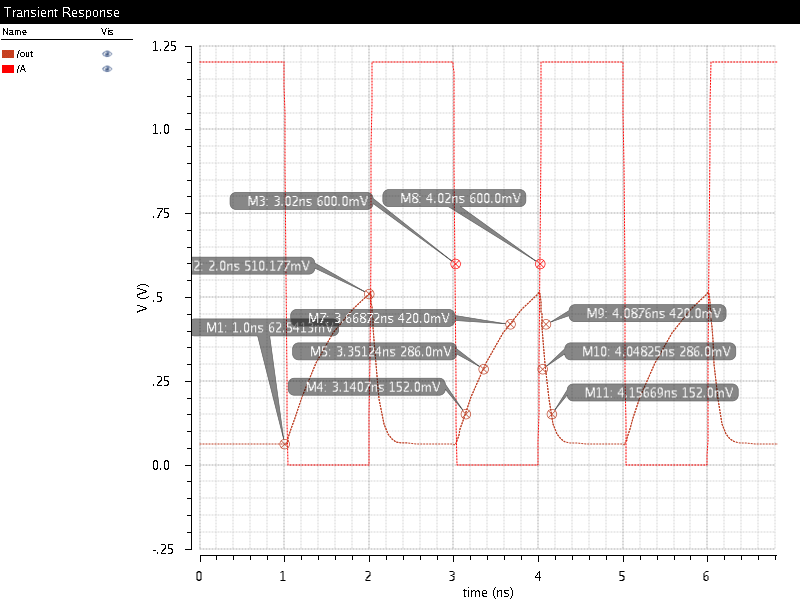 Transient Response
Name Vis
/out
/A
1.25
1.0
.75
.5
.25
0.0
-.25
V (V)
M3: 3.02ns 600.0mV
M8: 4.02ns 600.0mV
2: 2.0ns 510.177mV
M7: 3.66872ns 420.0mV
M9: 4.0876ns 420.0mV
M1: 1.0ns 62.5413mV
M5: 3.35124ns 286.0mV
M10: 4.04825ns 286.0mV
M4: 3.1407ns 152.0mV
M11: 4.15669ns 152.0mV
0 1 2 3 4 5 6
time (ns)